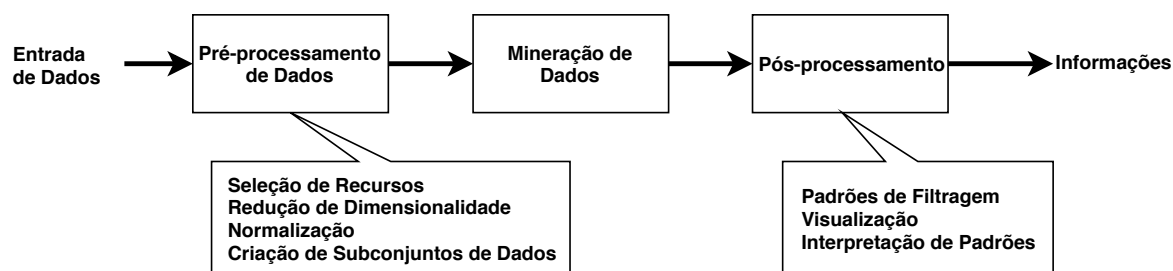 Entrada
de Dados
Pré-processamento
de Dados
Mineração de
Dados
Pós-processamento
Informações
Seleção de Recursos
Redução de Dimensionalidade
Normalização
Criação de Subconjuntos de Dados
Padrões de Filtragem
Visualização
Interpretação de Padrões